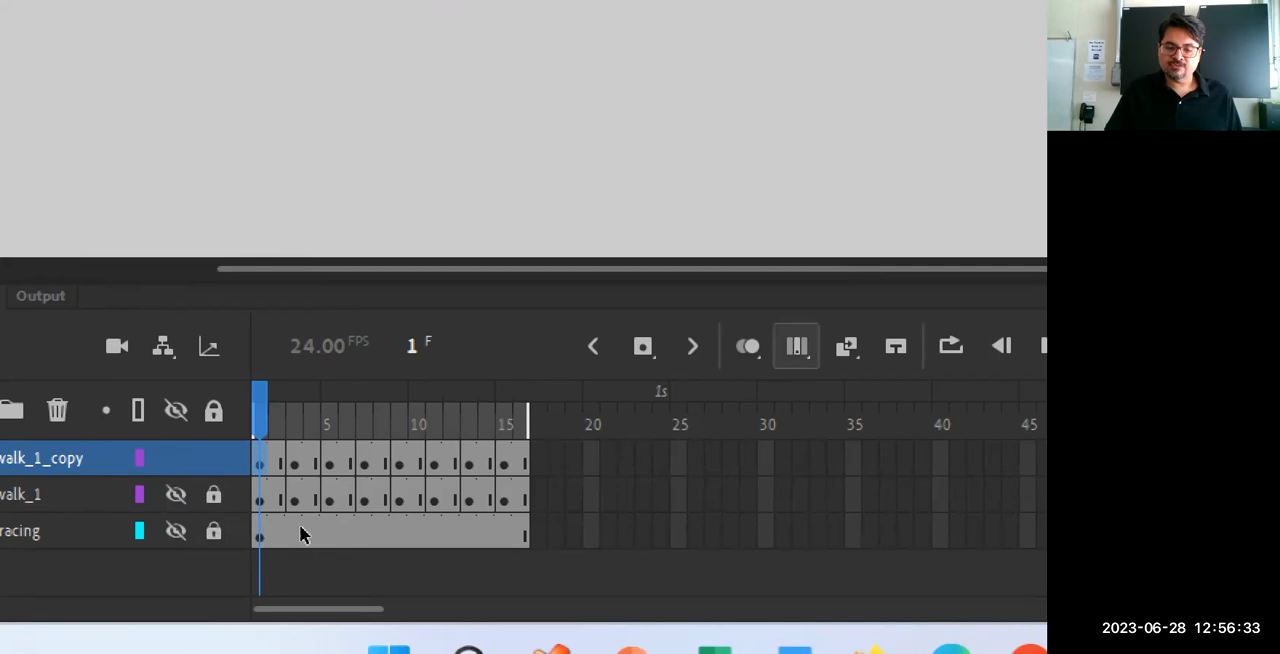 Output
24.00 FPS 1 F
1s
5 10 15 20 25 30 35 40 45
walk_1_copy
walk_1
racing
2023-06-28 12:56:33